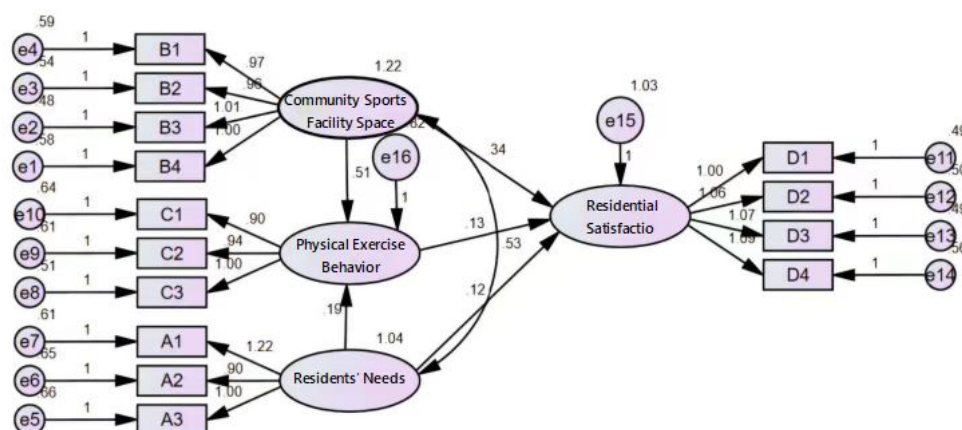 .59
e4 1 B1 .97
.54
e3 1 B2 .96
.48
e2 1 B3 1.01
.58
e1 1 B4 1.00
1.22
Community Sports
Facility Space
.82
e16
1
.51
.64
e10 1 C1 .90
.61
e9 1 C2 .94
.51
e8 1 C3 1.00
Physical Exercise
Behavior
.19
.61
e7 1 A1 1.22
.65
e6 1 A2 .90
.66
e5 1 A3 1.00
1.04
Residents' Needs
.34
.13
.53
.12
1.03
e15
1
Residential
Satisfactio
1.00 D1 1 e11 .49
1.06 D2 1 e12 .50
1.07 D3 1 e13 .49
1.09 D4 1 e14